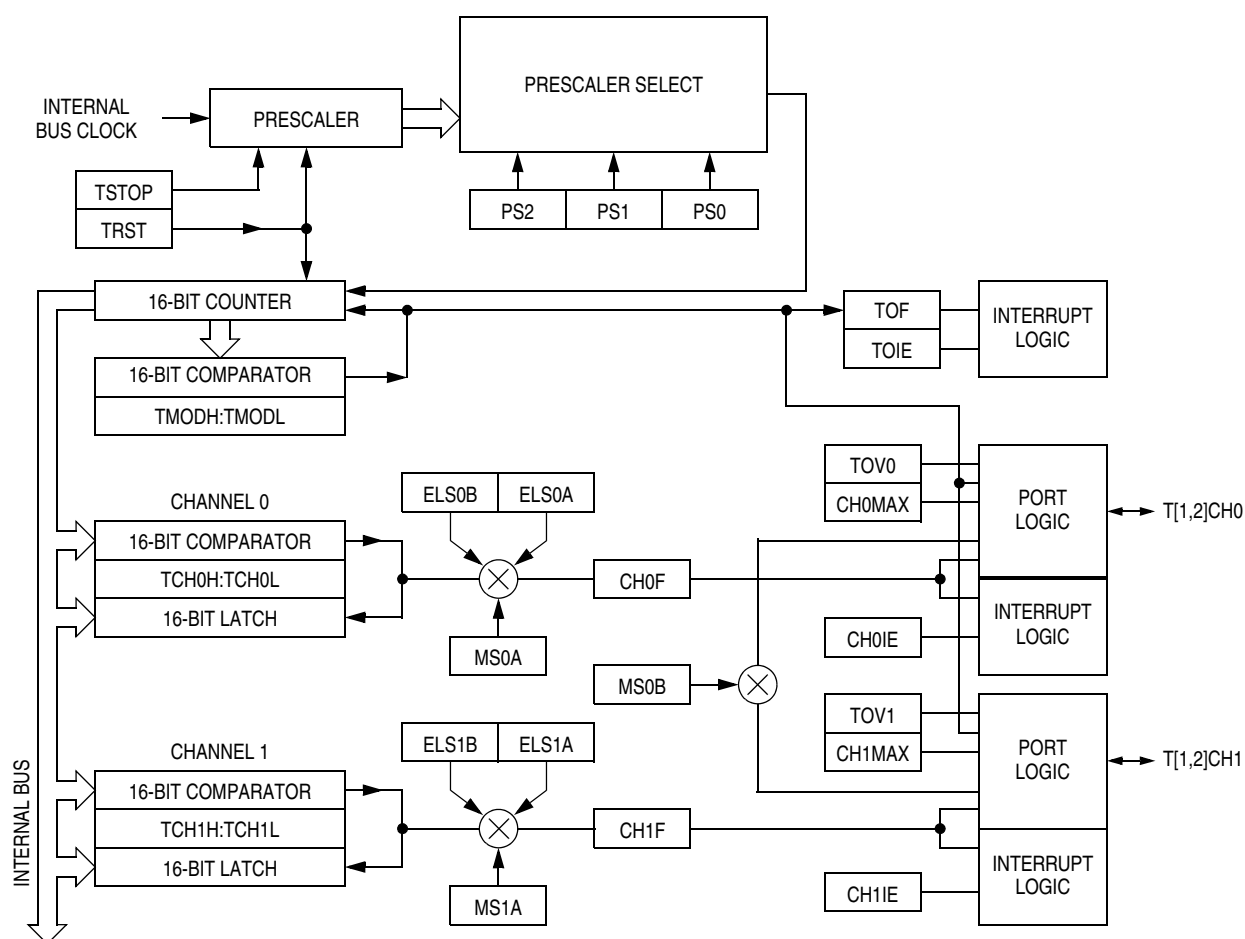 PRESCALER SELECT
INTERNAL
BUS CLOCK
PRESCALER
TSTOP
TRST
PS2 PS1 PS0
16-BIT COUNTER
TOF
TOIE
INTERRUPT
LOGIC
16-BIT COMPARATOR
TMODH:TMODL
CHANNEL 0
16-BIT COMPARATOR
TCH0H:TCH0L
16-BIT LATCH
ELS0B ELS0A
MS0A
CH0F
TOV0
CH0MAX
PORT
LOGIC
T[1,2]CH0
INTERRUPT
LOGIC
CH0IE
MS0B
CHANNEL 1
16-BIT COMPARATOR
TCH1H:TCH1L
16-BIT LATCH
ELS1B ELS1A
MS1A
CH1F
TOV1
CH1MAX
PORT
LOGIC
T[1,2]CH1
INTERRUPT
LOGIC
CH1IE
INTERNAL BUS